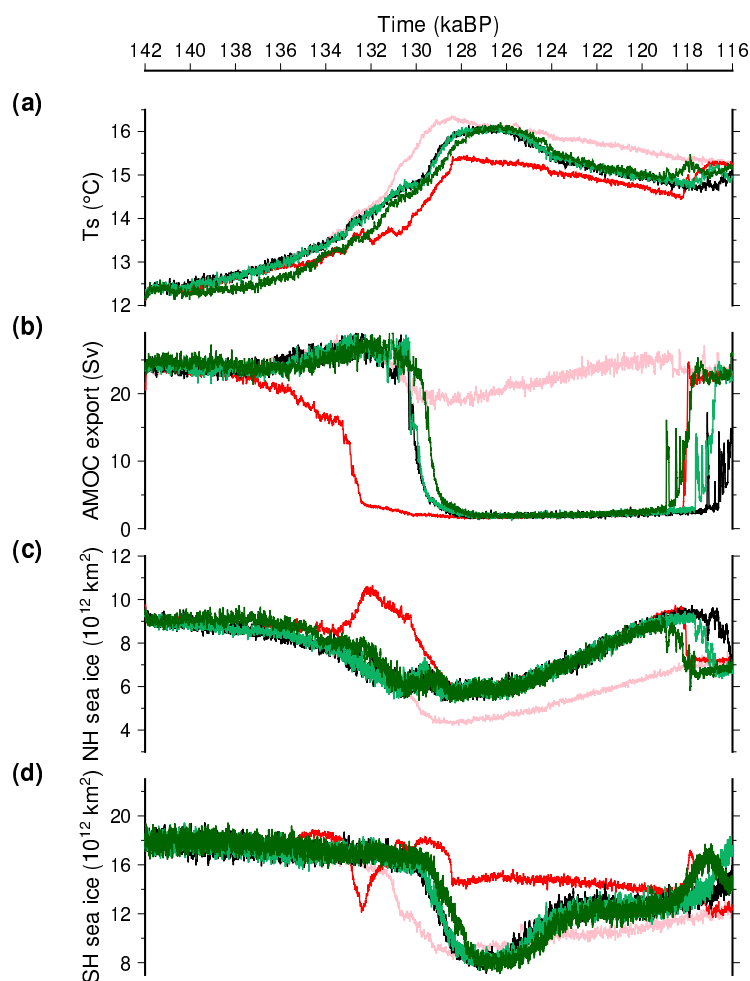 Time (kaBP)
142 140 138 136 134 132 130 128 126 124 122 120 118 116
(a)
16
15
14
13
12
Ts (°C)
(b)
20
10
0
AMOC export (Sv)
(c)
12
10
8
6
4
NH sea ice (10¹² km²)
(d)
20
16
12
8
SH sea ice (10¹² km²)